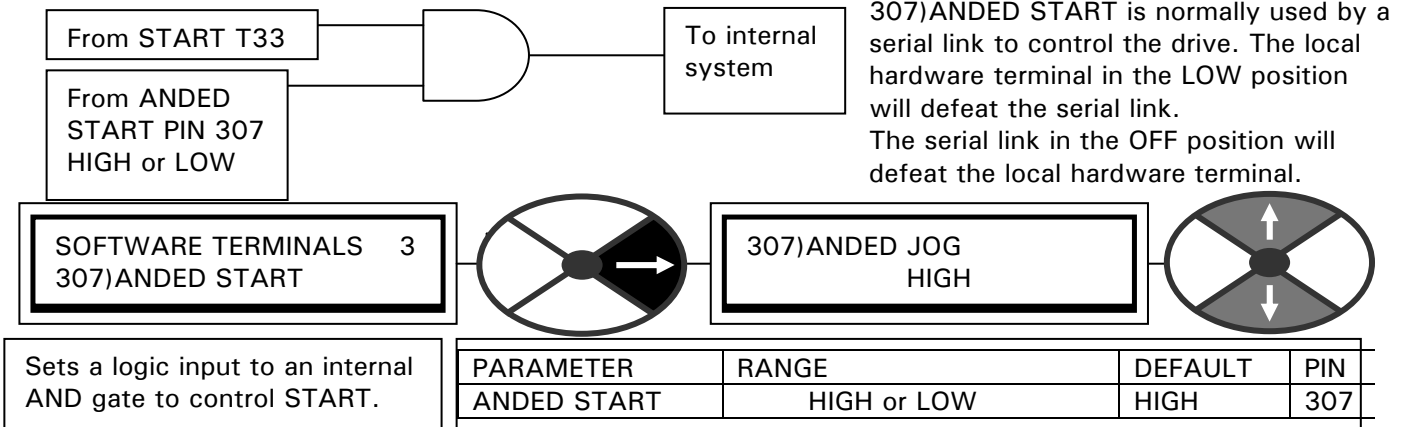 From START T33
From ANDED
START PIN 307
HIGH or LOW
To internal
system
307)ANDED START is normally used by a
serial link to control the drive. The local
hardware terminal in the LOW position
will defeat the serial link.
The serial link in the OFF position will
defeat the local hardware terminal.
SOFTWARE TERMINALS 3
307)ANDED START
307)ANDED JOG
HIGH
Sets a logic input to an internal
AND gate to control START.
PARAMETER RANGE DEFAULT PIN
ANDED START HIGH or LOW HIGH 307